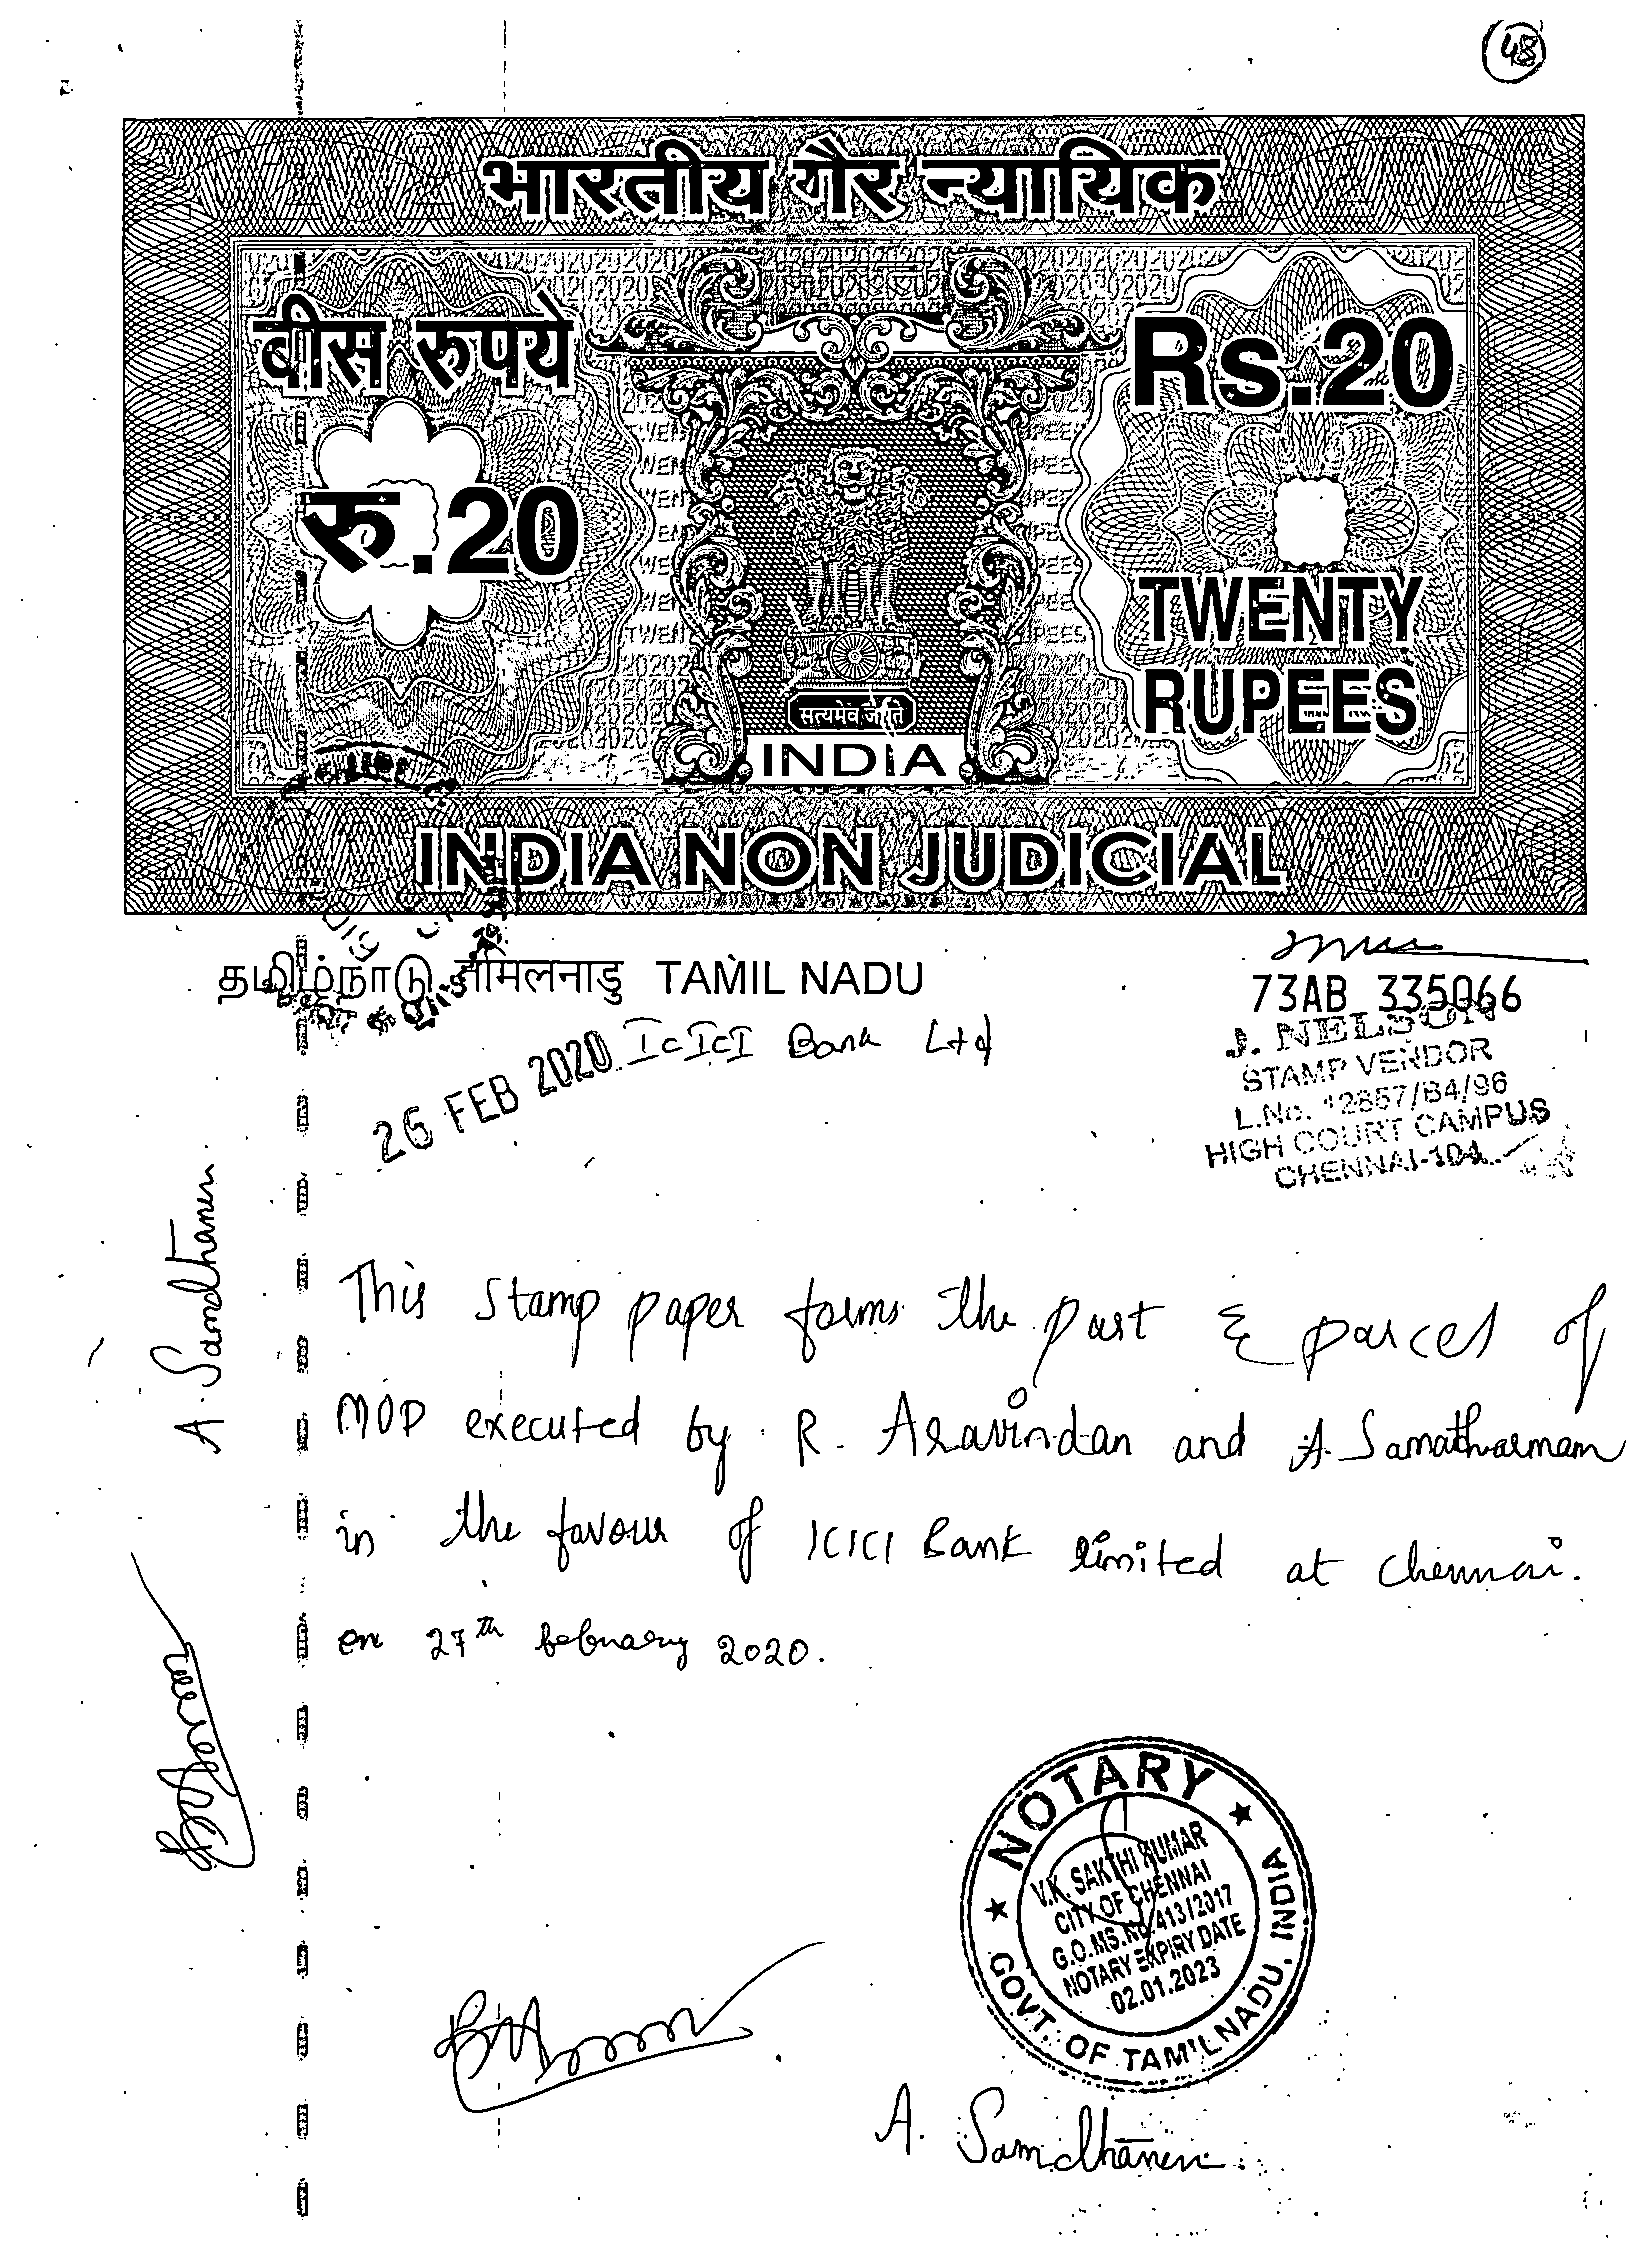 48
भारतीय गैर न्यायिक
बीस रुपये
Rs.20
रु.20
TWENTY
RUPEES
सत्यमेव जयते
INDIA
INDIA NON JUDICIAL
தமிழ்நாடு तमिलनाडु TAMIL NADU
73AB 335066
26 FEB 2020 ICICI Bank Ltd
J. NELSON
STAMP VENDOR
L.No. 12857/B4/96
HIGH COURT CAMPUS
CHENNAI-104.
This stamp paper forms the part & parcel of
MOD executed by R. Aravindan and A. Samatharmam
in the favour of ICICI Bank limited at Chennai.
on 27th february 2020.
NOTARY
V.K. SAKTHI KUMAR
CITY OF CHENNAI
G.O.MS.No.413/2017
NOTARY EXPIRY DATE
02.01.2023
GOVT. OF TAMILNADU, INDIA
A. Samdhanem
A. Samdhanem